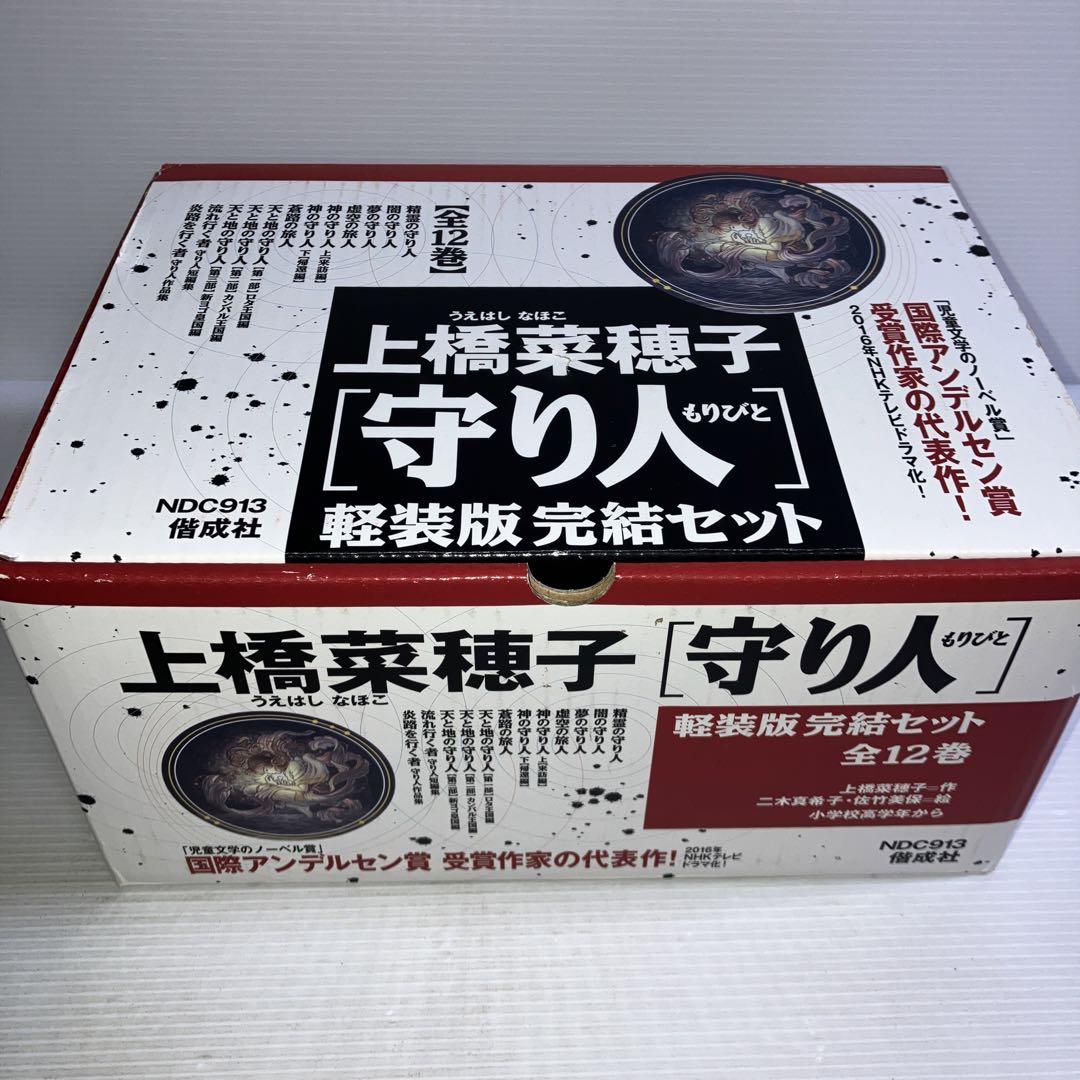 【全12巻】
精霊の守り人
闇の守り人
夢の守り人
虚空の旅人
神の守り人 上[来訪編]
神の守り人 下[帰還編]
蒼路の旅人
天と地の守り人[第一部]ロタ王国編
天と地の守り人[第二部]カンバル王国編
天と地の守り人[第三部]新ヨゴ皇国編
流れ行く者 守り人短編集
炎路を行く者 守り人作品集
「児童文学のノーベル賞」
国際アンデルセン賞
受賞作家の代表作!
2016年NHKテレビドラマ化!
うえはし なほこ
上橋菜穂子
[守り人]
もりびと
軽装版 完結セット
NDC913
偕成社
上橋菜穂子[守り人]
うえはし なほこ
もりびと
精霊の守り人
闇の守り人
夢の守り人
虚空の旅人
神の守り人 上[来訪編]
神の守り人 下[帰還編]
蒼路の旅人
天と地の守り人[第一部]ロタ王国編
天と地の守り人[第二部]カンバル王国編
天と地の守り人[第三部]新ヨゴ皇国編
流れ行く者 守り人短編集
炎路を行く者 守り人作品集
軽装版 完結セット
全12巻
上橋菜穂子=作
二木真希子・佐竹美保=絵
小学校高学年から
「児童文学のノーベル賞」
国際アンデルセン賞 受賞作家の代表作!
2016年
NHKテレビ
ドラマ化!
NDC913
偕成社